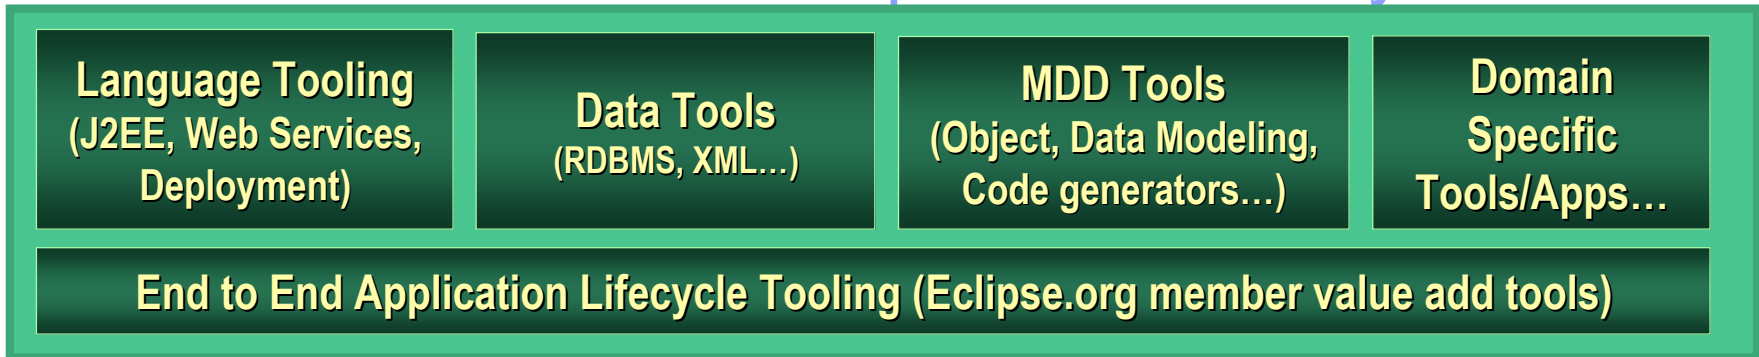 Language Tooling
(J2EE, Web Services,
Deployment)
Data Tools
(RDBMS, XML…)
MDD Tools
(Object, Data Modeling,
Code generators…)
Domain
Specific
Tools/Apps…
End to End Application Lifecycle Tooling (Eclipse.org member value add tools)